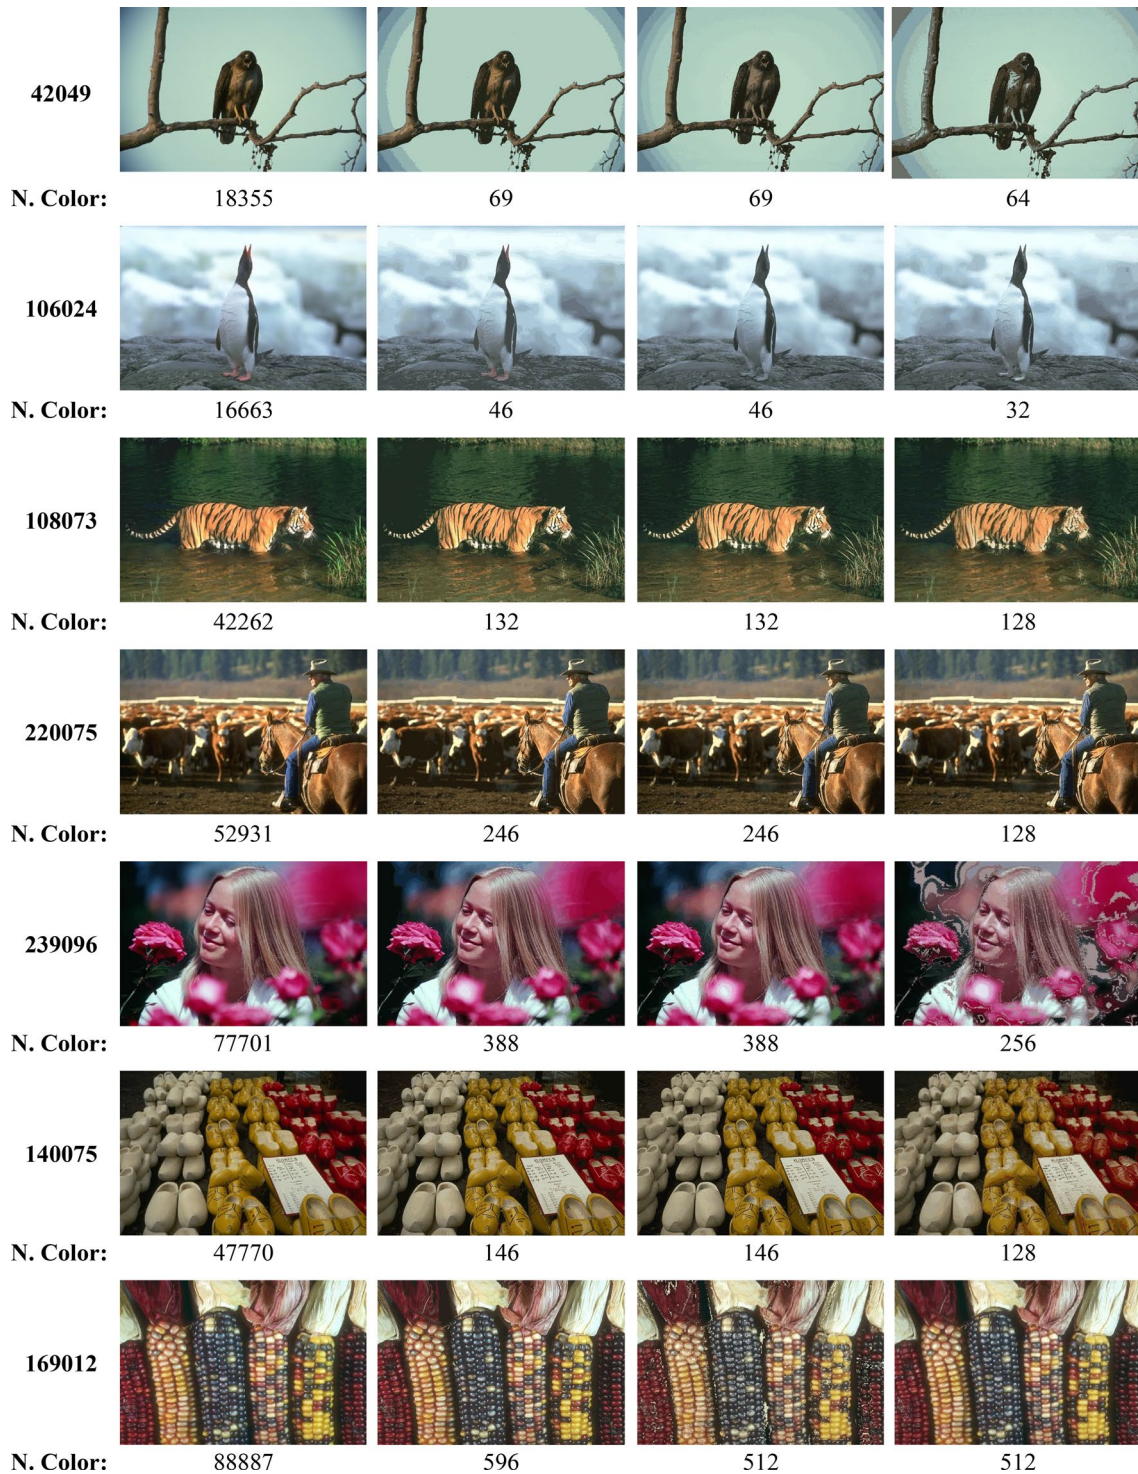 42049
N. Color: 18355 69 69 64
106024
N. Color: 16663 46 46 32
108073
N. Color: 42262 132 132 128
220075
N. Color: 52931 246 246 128
239096
N. Color: 77701 388 388 256
140075
N. Color: 47770 146 146 128
169012
N. Color: 88887 596 512 512